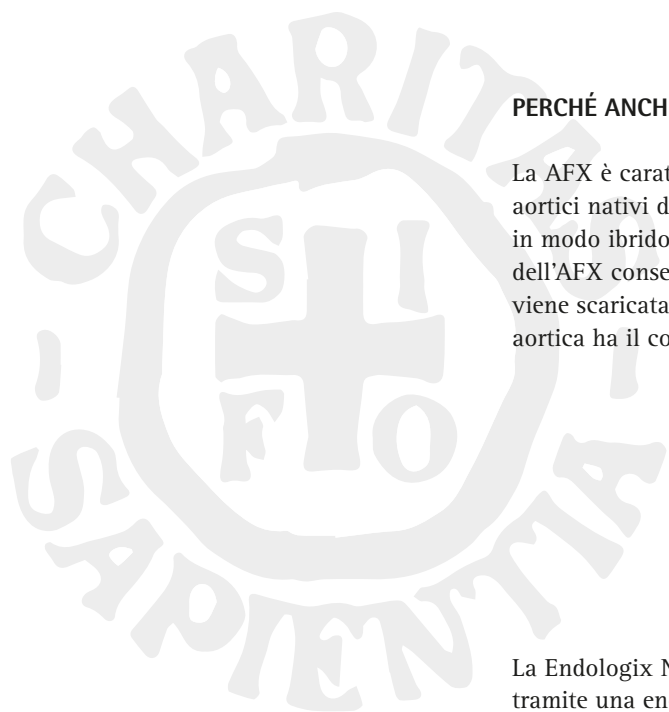 CHARITAS
S I
F O
- SAPIENTIA -
PERCHÉ ANCH
La AFX è carat
aortici nativi d
in modo ibrido
dell'AFX conse
viene scaricata
aortica ha il co
La Endologix N
tramite una en